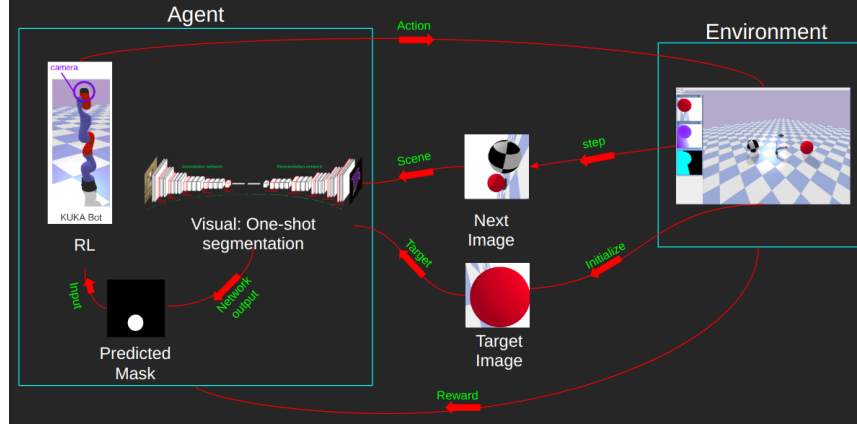 Agent
Action
Environment
camera
KUKA Bot
RL
Visual: One-shot
segmentation
Scene
step
Next
Image
Target
Initialize
Input
Network
output
Predicted
Mask
Target
Image
Reward